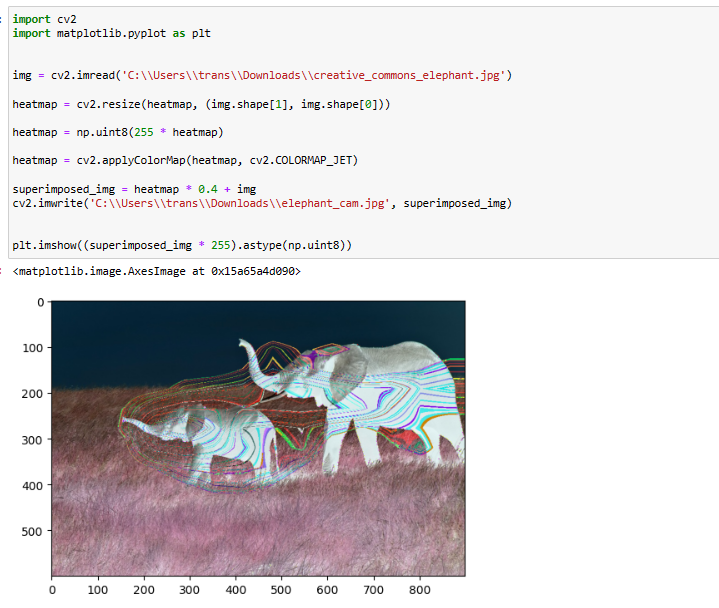 import cv2
import matplotlib.pyplot as plt
img = cv2.imread('C:\\Users\\trans\\Downloads\\creative_commons_elephant.jpg')
heatmap = cv2.resize(heatmap, (img.shape[1], img.shape[0]))
heatmap = np.uint8(255 * heatmap)
heatmap = cv2.applyColorMap(heatmap, cv2.COLORMAP_JET)
superimposed_img = heatmap * 0.4 + img
cv2.imwrite('C:\\Users\\trans\\Downloads\\elephant_cam.jpg', superimposed_img)
plt.imshow((superimposed_img * 255).astype(np.uint8))
<matplotlib.image.AxesImage at 0x15a65a4d090>
0
100
200
300
400
500
0 100 200 300 400 500 600 700 800